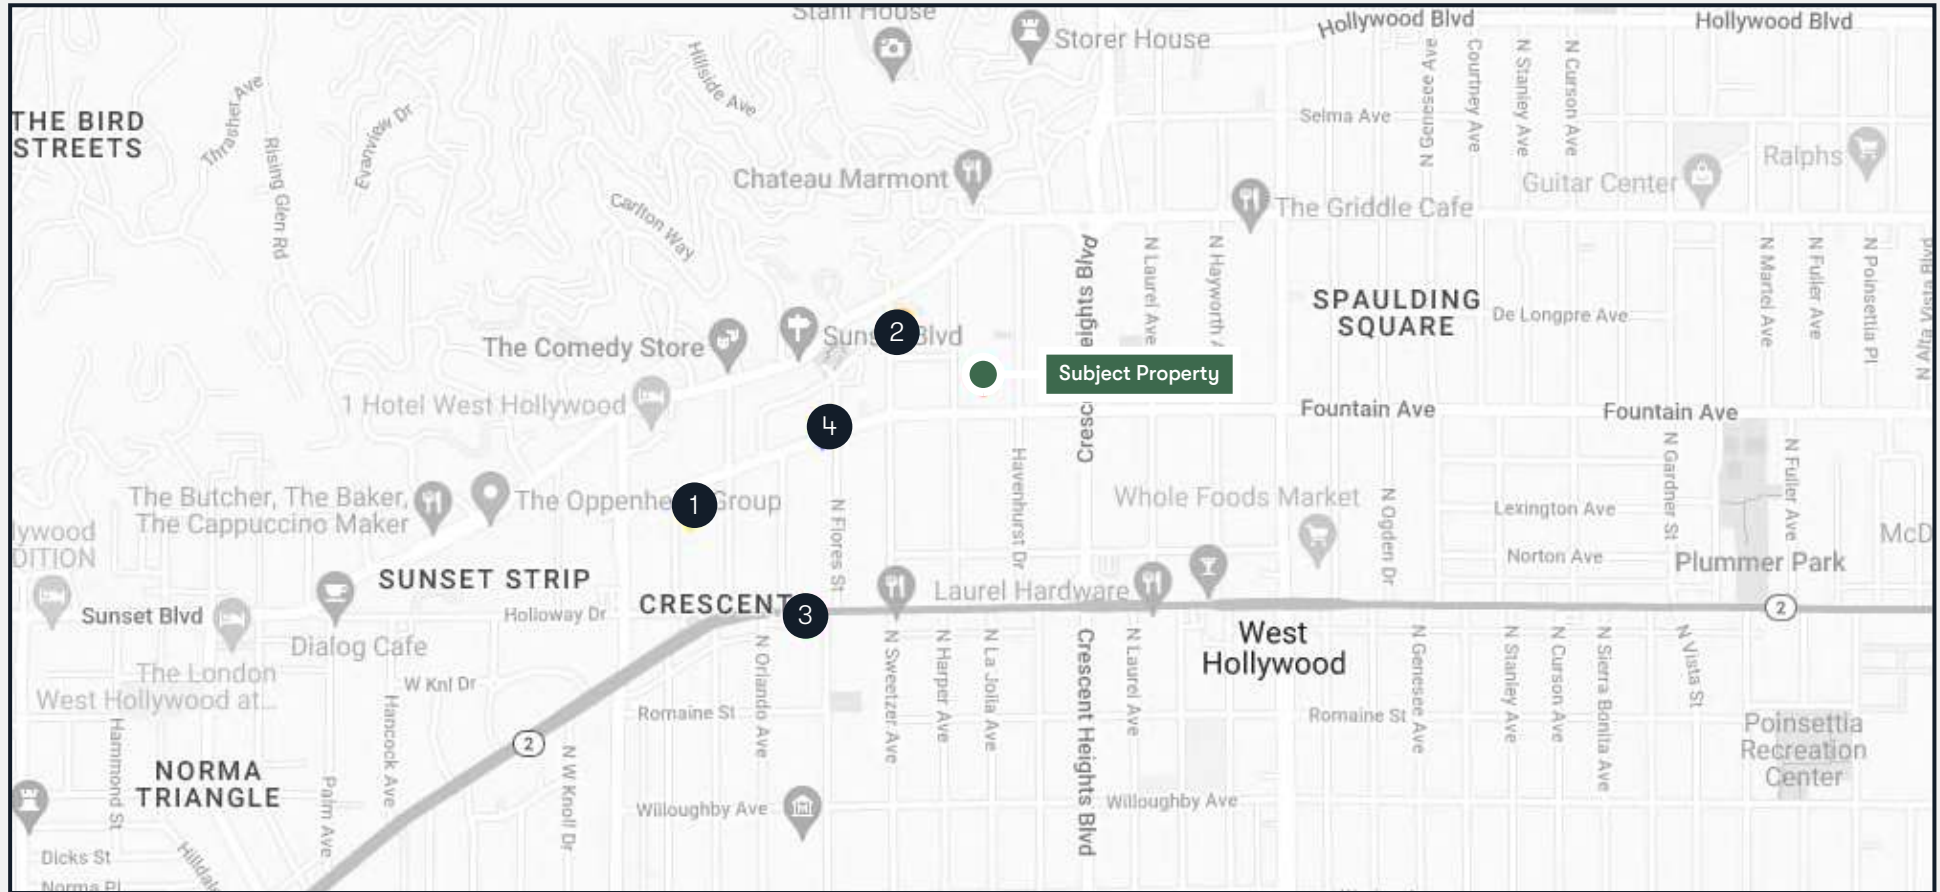 Stahl House
Storer House
Hollywood Blvd
Hollywood Blvd
Hillside Ave
Thrasher Ave
Evanview Dr
Rising Glen Rd
THE BIRD
STREETS
N Genesee Ave
Courtney Ave
N Stanley Ave
N Curson Ave
Selma Ave
Ralphs
Guitar Center
Chateau Marmont
The Griddle Cafe
Carlton Way
Crescent Heights Blvd
N Laurel Ave
N Hayworth
N Martel Ave
N Fuller Ave
N Poinsettia Pl
N Alta Vista Blvd
SPAULDING
SQUARE
De Longpre Ave
The Comedy Store
Sunset Blvd
2
Subject Property
1 Hotel West Hollywood
4
Fountain Ave
Fountain Ave
The Butcher, The Baker,
The Cappuccino Maker
The Oppenhe
Group
1
N Flores St
Havenhurst Dr
Whole Foods Market
N Ogden Dr
N Gardner St
N Fuller Ave
Lexington Ave
Norton Ave
McD
Plummer Park
lywood
DITION
SUNSET STRIP
Sunset Blvd
Holloway Dr
CRESCENT
3
Laurel Hardware
2
Dialog Cafe
The London
West Hollywood at...
West
Hollywood
W Knl Dr
Hancock Ave
N Orlando Ave
N Sweetzer Ave
N Harper Ave
N La Jolla Ave
Crescent Heights Blvd
N Laurel Ave
N Genesee Ave
N Stanley Ave
N Curson Ave
N Sierra Bonita Ave
N Vista St
Romaine St
Romaine St
Poinsettia
Recreation
Center
Hammond St
NORMA
TRIANGLE
2
N W Knoll Dr
Palm Ave
Willoughby Ave
Willoughby Ave
Dicks St
Hilldal
Norma Pl